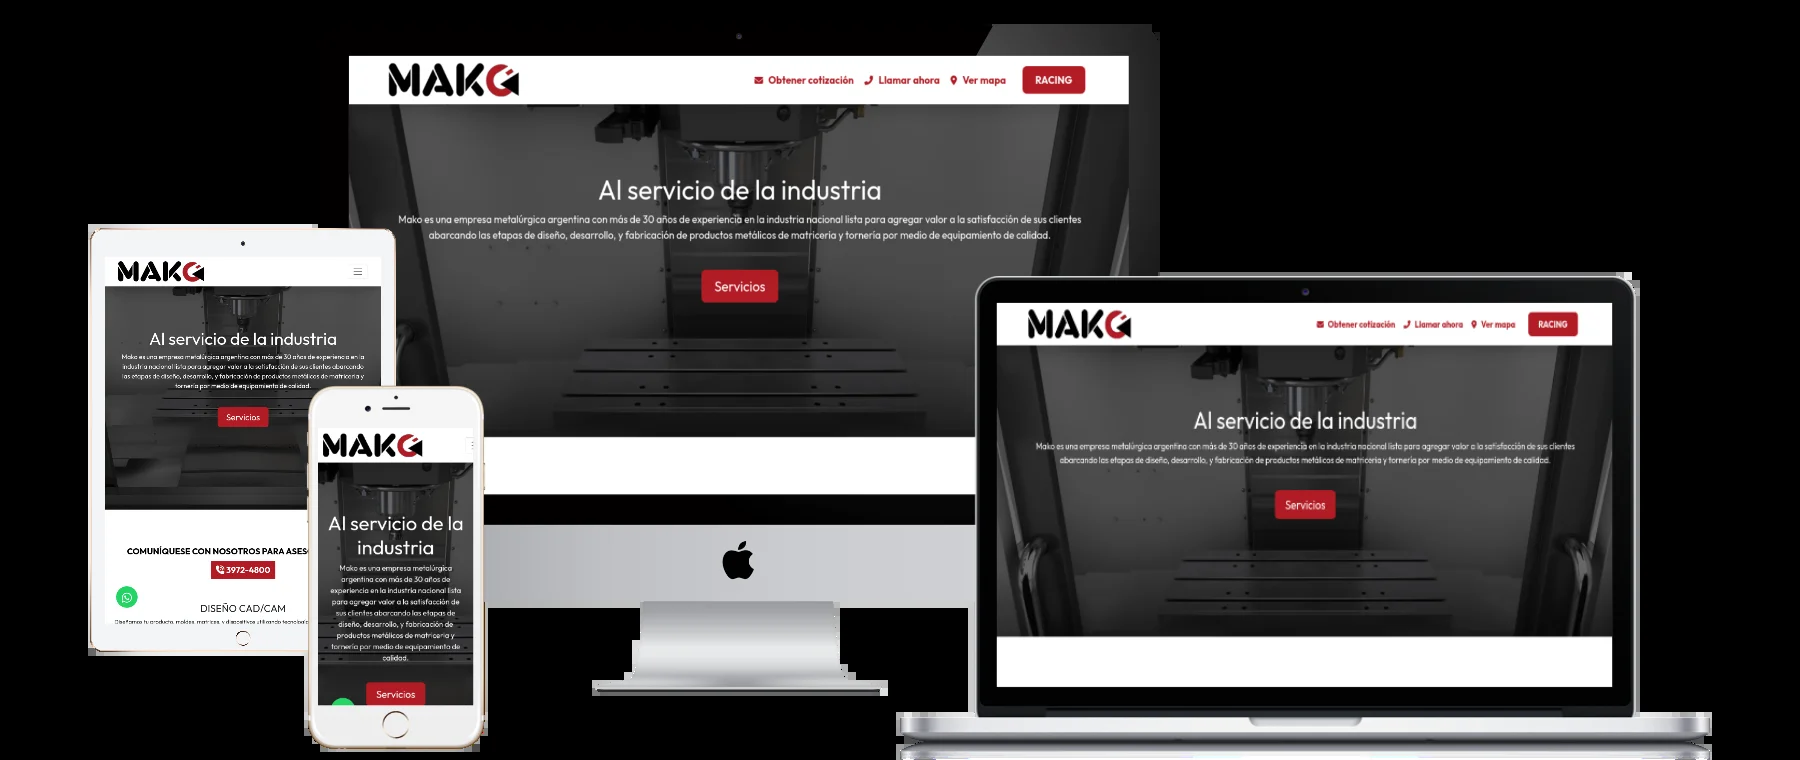 MAKO
Obtener cotización Llamar ahora Ver mapa RACING
Al servicio de la industria
Mako es una empresa metalúrgica argentina con más de 30 años de experiencia en la industria nacional lista para agregar valor a la satisfacción de sus clientes
abarcando las etapas de diseño, desarrollo, y fabricación de productos metálicos de matricería y tornería por medio de equipamiento de calidad.
Servicios
MAKO
Al servicio de la industria
Mako es una empresa metalúrgica argentina con más de 30 años de experiencia en la
industria nacional lista para agregar valor a la satisfacción de sus clientes abarcando
las etapas de diseño, desarrollo, y fabricación de productos metálicos de matricería y
tornería por medio de equipamiento de calidad.
Servicios
COMUNÍQUESE CON NOSOTROS PARA ASES
3972-4800
DISEÑO CAD/CAM
Diseñamos tu producto, moldes, matrices, y dispositivos utilizando tecnologí
MAKO
Al servicio de la
industria
Mako es una empresa metalúrgica
argentina con más de 30 años de
experiencia en la industria nacional lista
para agregar valor a la satisfacción de
sus clientes abarcando las etapas de
diseño, desarrollo, y fabricación de
productos metálicos de matricería y
tornería por medio de equipamiento de
calidad.
Servicios
MAKO
Obtener cotización Llamar ahora Ver mapa RACING
Al servicio de la industria
Mako es una empresa metalúrgica argentina con más de 30 años de experiencia en la industria nacional lista para agregar valor a la satisfacción de sus clientes
abarcando las etapas de diseño, desarrollo, y fabricación de productos metálicos de matricería y tornería por medio de equipamiento de calidad.
Servicios